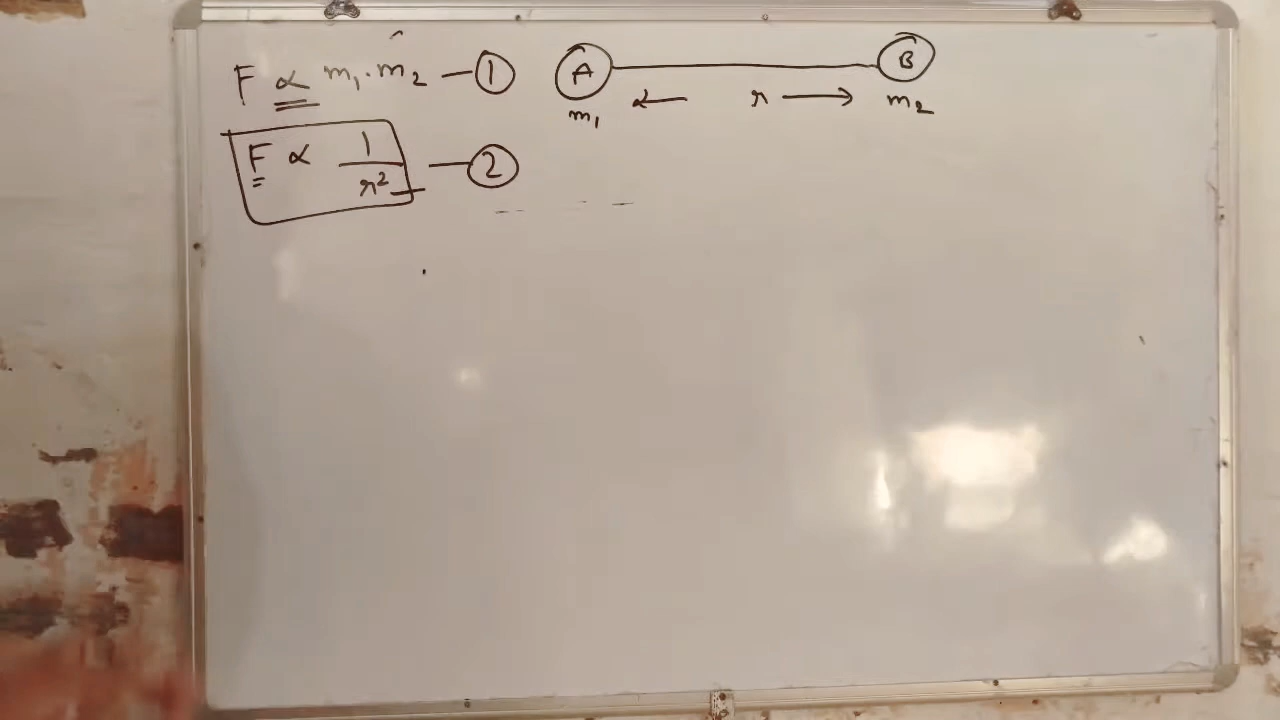 F ∝ m₁.m₂ — ①
A B
m₁ ← r → m₂
F ∝ 1/r² — ②